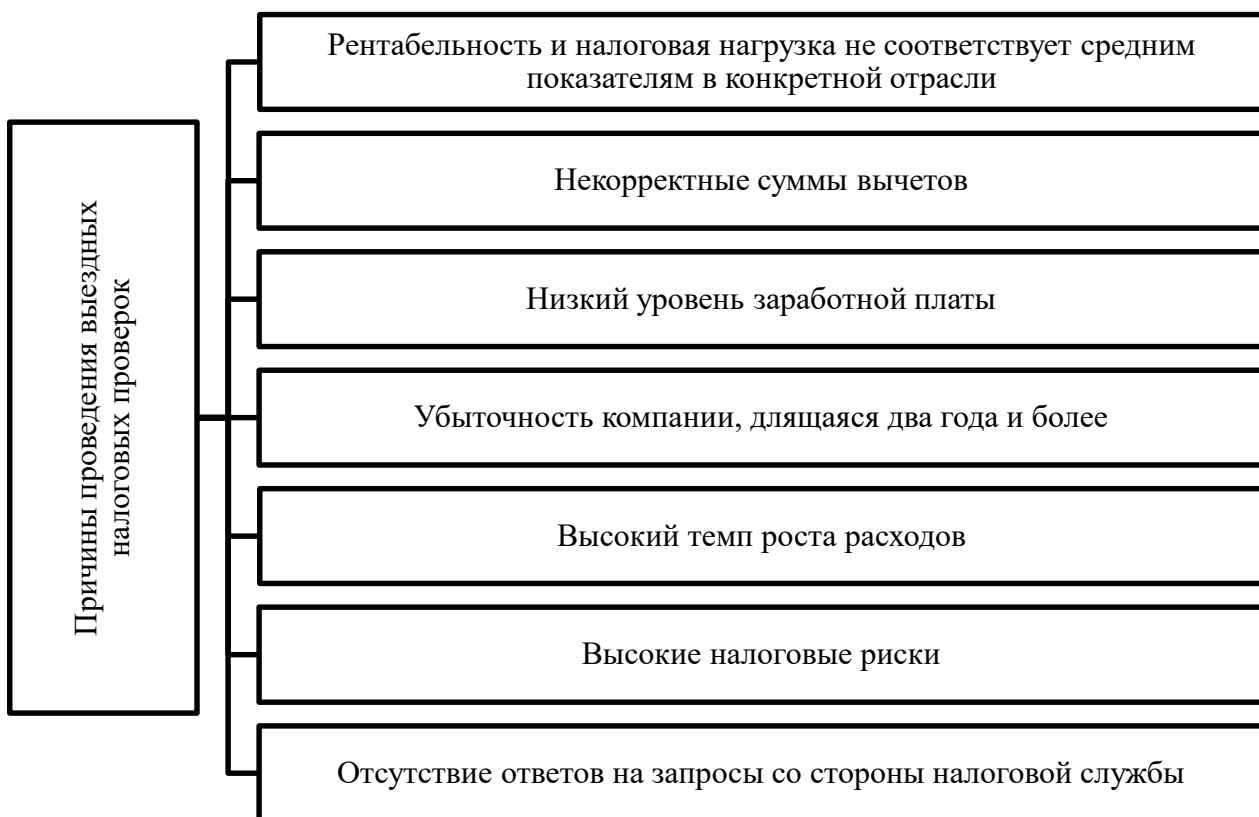 Причины проведения выездных
налоговых проверок
Рентабельность и налоговая нагрузка не соответствует средним
показателям в конкретной отрасли
Некорректные суммы вычетов
Низкий уровень заработной платы
Убыточность компании, длящаяся два года и более
Высокий темп роста расходов
Высокие налоговые риски
Отсутствие ответов на запросы со стороны налоговой службы